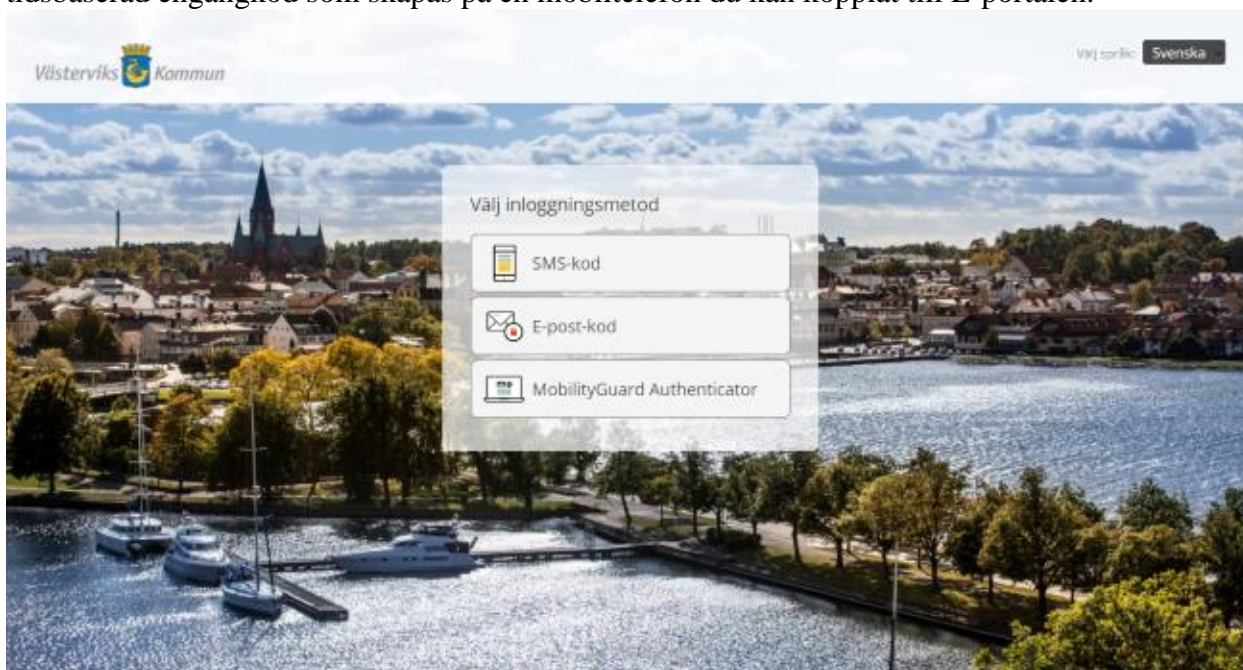 tidsbaserad engångkod som skapas på en mobiltelefon du kan kopplat till E-portalen.
Västerviks Kommun
Välj språk: Svenska
Välj inloggningsmetod
SMS-kod
E-post-kod
MobilityGuard Authenticator